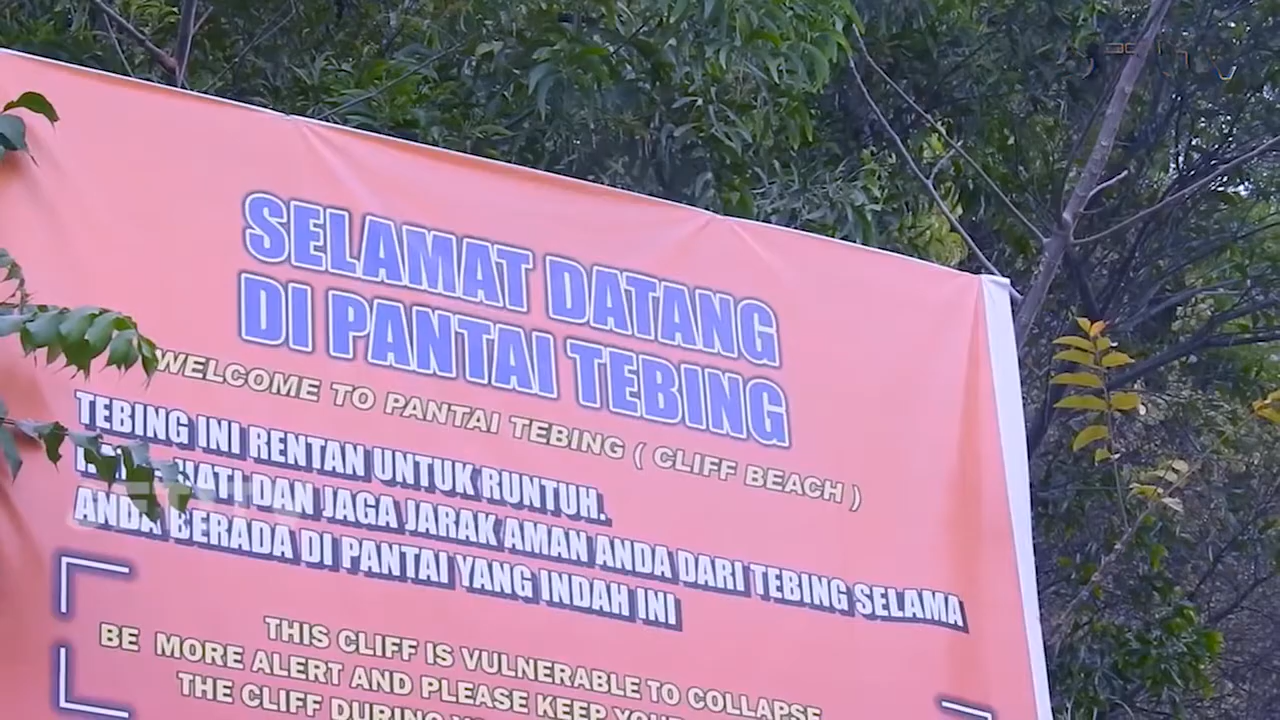 SELAMAT DATANG
DI PANTAI TEBING
WELCOME TO PANTAI TEBING ( CLIFF BEACH )
TEBING INI RENTAN UNTUK RUNTUH.
HATI-HATI DAN JAGA JARAK AMAN ANDA DARI TEBING SELAMA
ANDA BERADA DI PANTAI YANG INDAH INI
THIS CLIFF IS VULNERABLE TO COLLAPSE
BE MORE ALERT AND PLEASE KEEP
THE CLIFF DURING